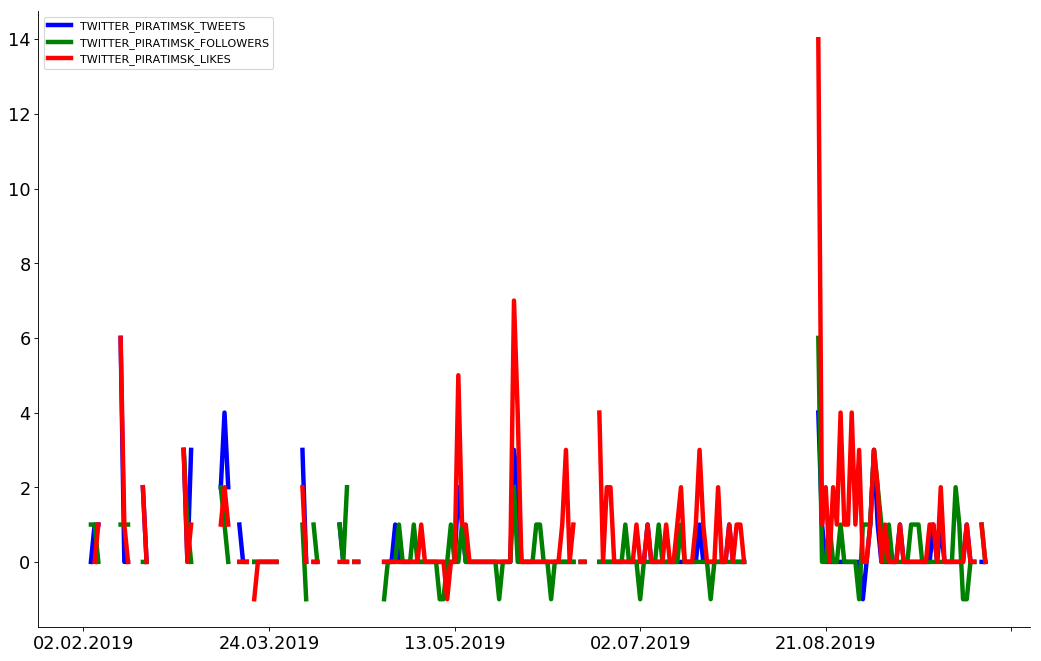 TWITTER_PIRATIMSK_TWEETS
TWITTER_PIRATIMSK_FOLLOWERS
TWITTER_PIRATIMSK_LIKES
14
12
10
8
6
4
2
0
02.02.2019 24.03.2019 13.05.2019 02.07.2019 21.08.2019